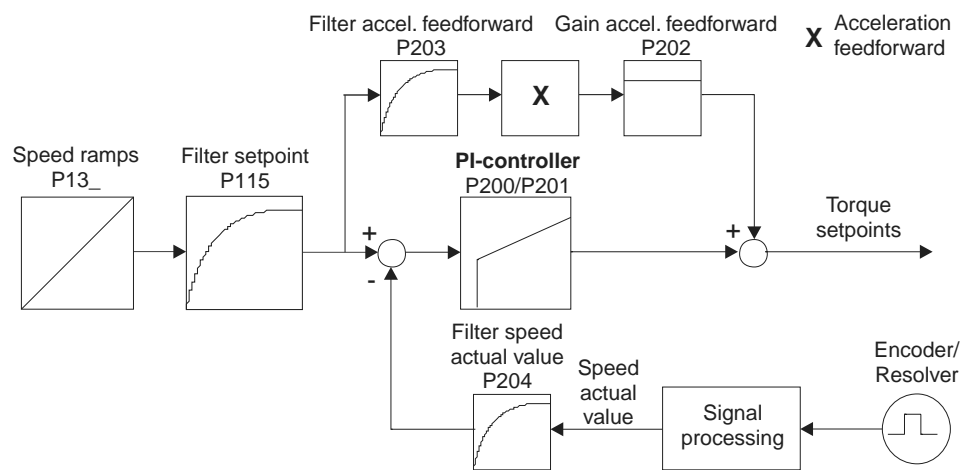 Filter accel. feedforward
P203
Gain accel. feedforward
P202
X Acceleration
feedforward
X
Speed ramps
P13_
Filter setpoint
P115
PI-controller
P200/P201
Torque
setpoints
+
+
-
Filter speed
actual value
P204
Speed
actual
value
Signal
processing
Encoder/
Resolver